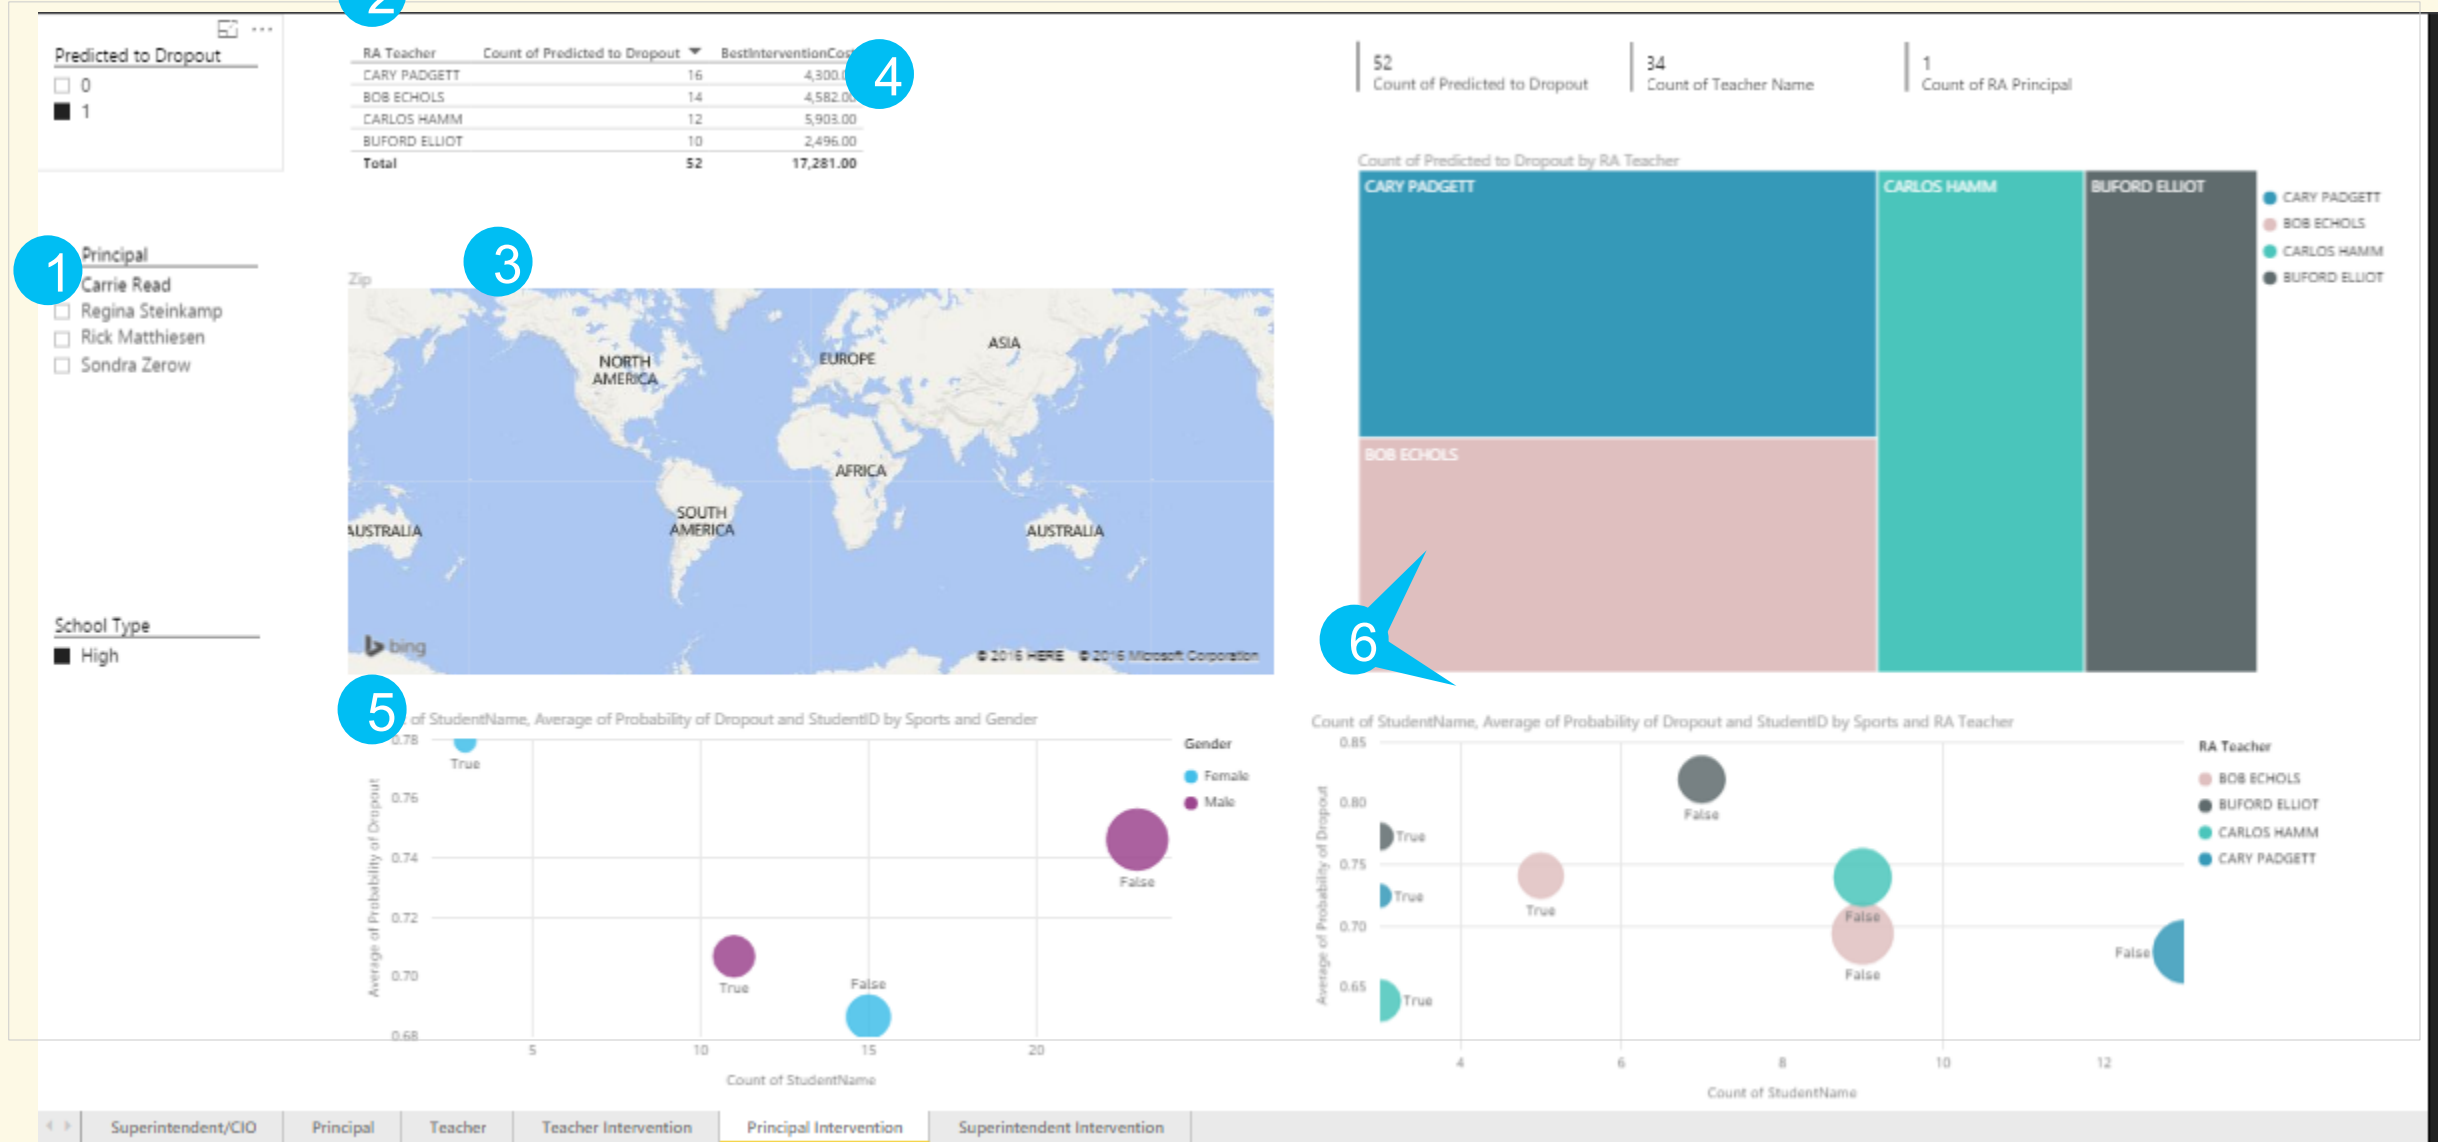 2
Predicted to Dropout
0
1
RA Teacher Count of Predicted to Dropout BestInterventionCost
CARY PADGETT 16 4,300.
BOB ECHOLS 14 4,582.00
CARLOS HAMM 12 5,903.00
BUFORD ELLIOT 10 2,496.00
Total 52 17,281.00
4
52
Count of Predicted to Dropout
34
Count of Teacher Name
1
Count of RA Principal
1
Principal
Carrie Read
Regina Steinkamp
Rick Matthiesen
Sondra Zerow
School Type
High
3
Zip
NORTH
AMERICA
EUROPE
ASIA
AFRICA
SOUTH
AMERICA
AUSTRALIA
AUSTRALIA
bing
© 2016 HERE © 2016 Microsoft Corporation
Count of Predicted to Dropout by RA Teacher
CARY PADGETT
BOB ECHOLS
CARLOS HAMM
BUFORD ELLIOT
CARY PADGETT
BOB ECHOLS
CARLOS HAMM
BUFORD ELLIOT
6
5
of StudentName, Average of Probability of Dropout and StudentID by Sports and Gender
Average of Probability of Dropout
0.78
0.76
0.74
0.72
0.70
0.68
True
False
True
False
5 10 15 20
Count of StudentName
Gender
Female
Male
Count of StudentName, Average of Probability of Dropout and StudentID by Sports and RA Teacher
Average of Probability of Dropout
0.85
0.80
0.75
0.70
0.65
False
True
True
True
False
False
False
True
4 6 8 10 12
Count of StudentName
RA Teacher
BOB ECHOLS
BUFORD ELLIOT
CARLOS HAMM
CARY PADGETT
Superintendent/CIO Principal Teacher Teacher Intervention Principal Intervention Superintendent Intervention